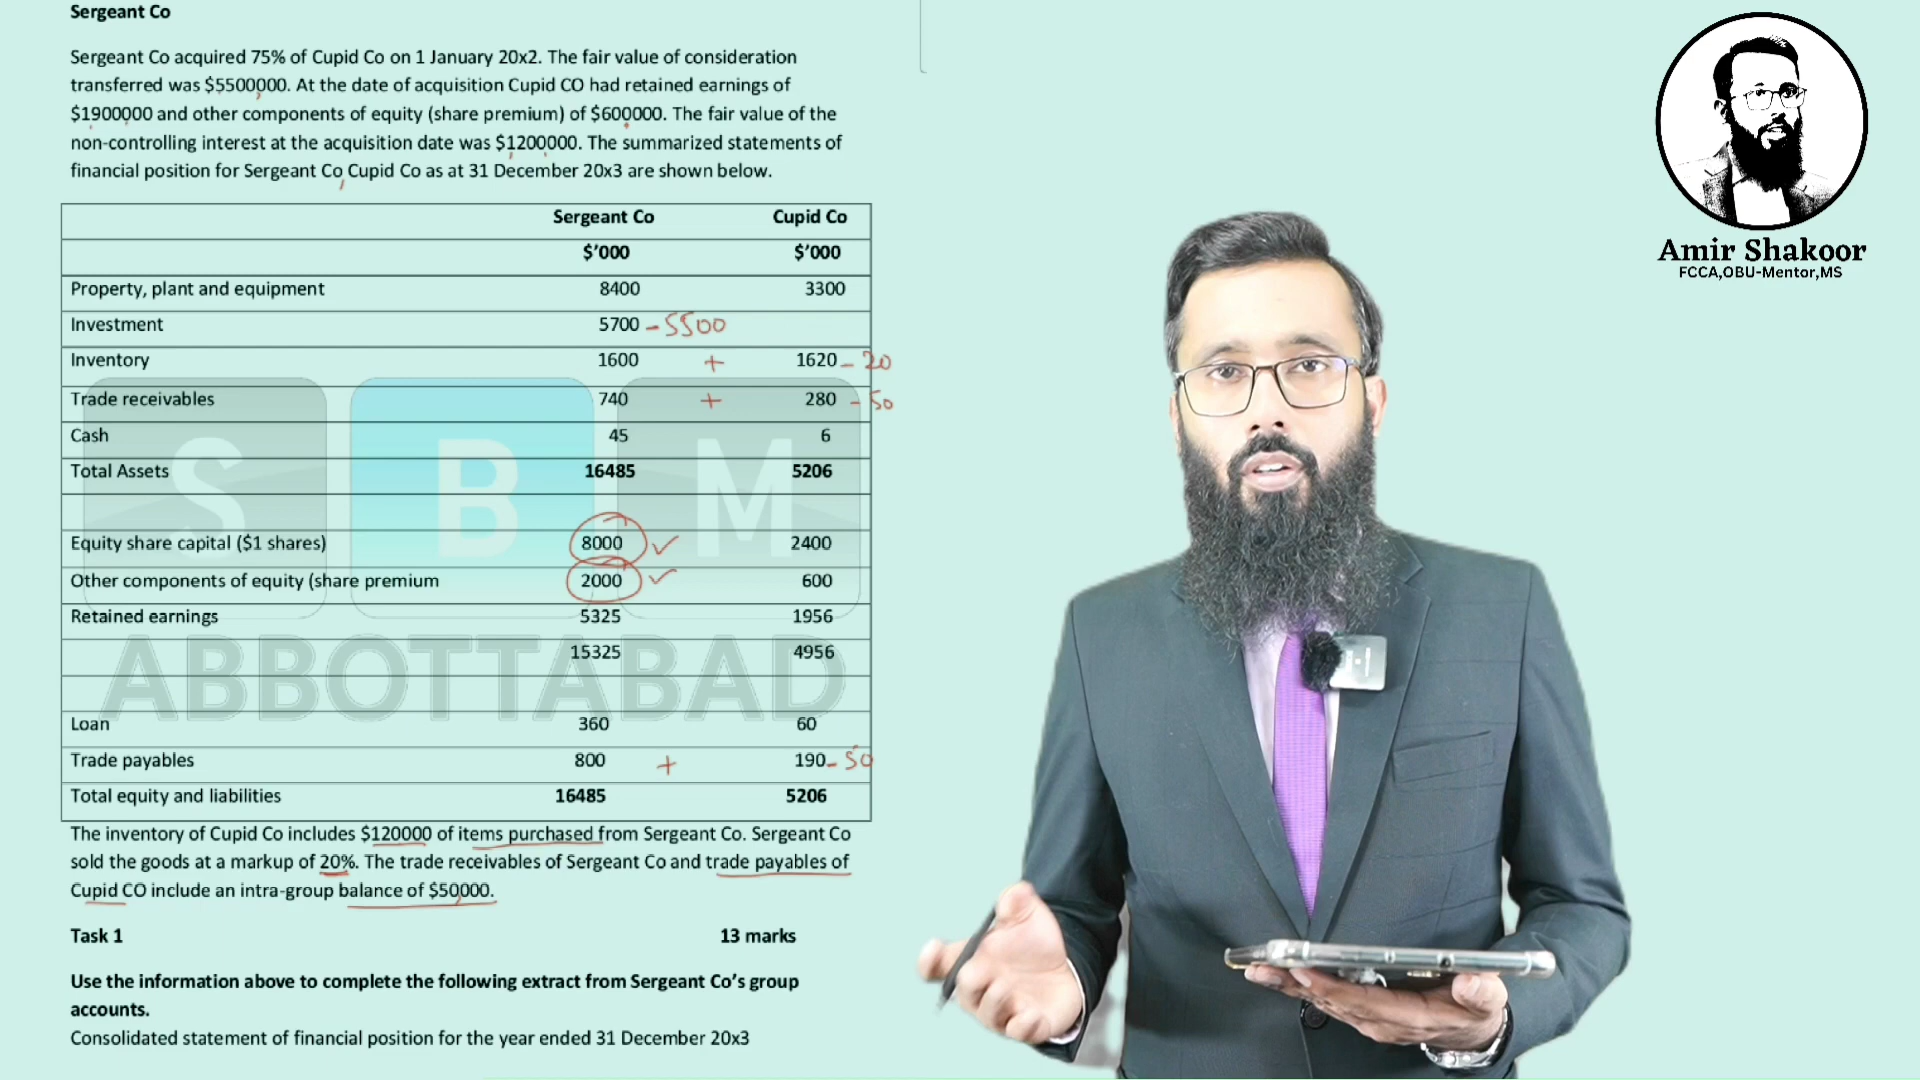 Sergeant Co
Sergeant Co acquired 75% of Cupid Co on 1 January 20x2. The fair value of consideration
transferred was $5500000. At the date of acquisition Cupid CO had retained earnings of
$1900000 and other components of equity (share premium) of $600000. The fair value of the
non-controlling interest at the acquisition date was $1200000. The summarized statements of
financial position for Sergeant Co Cupid Co as at 31 December 20x3 are shown below.
Sergeant Co Cupid Co
$'000 $'000
Property, plant and equipment 8400 3300
Investment 5700 - 5500
Inventory 1600 + 1620 - 20
Trade receivables 740 + 280 - 50
Cash 45 6
Total Assets 16485 5206
Equity share capital ($1 shares) 8000 ✓ 2400
Other components of equity (share premium 2000 ✓ 600
Retained earnings 5325 1956
15325 4956
Loan 360 60
Trade payables 800 + 190 - 50
Total equity and liabilities 16485 5206
The inventory of Cupid Co includes $120000 of items purchased from Sergeant Co. Sergeant Co
sold the goods at a markup of 20%. The trade receivables of Sergeant Co and trade payables of
Cupid CO include an intra-group balance of $50000.
Task 1 13 marks
Use the information above to complete the following extract from Sergeant Co's group
accounts.
Consolidated statement of financial position for the year ended 31 December 20x3
S B M
ABBOTTABAD
Amir Shakoor
FCCA,OBU-Mentor,MS